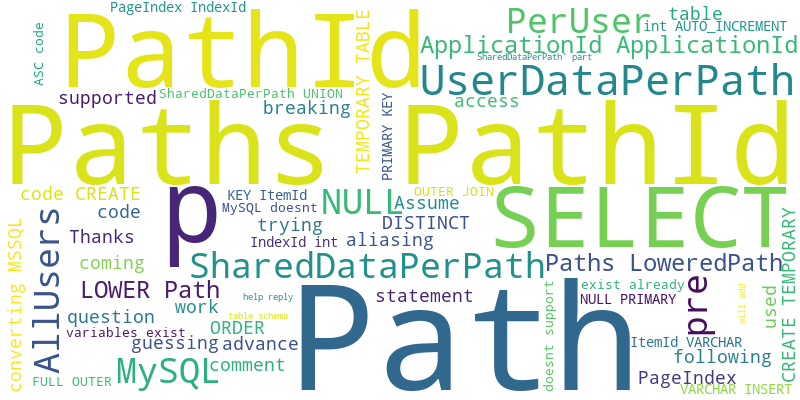 PageIndex IndexId
PathId
PerUser
table
int AUTO_INCREMENT
ASC code
TEMPORARY TABLE
ApplicationId ApplicationId
SharedDataPerPath` part
UserDataPerPath
supported
SharedDataPerPath UNION
breaking
PRIMARY KEY
access
Paths
PathId
code CREATE
p
KEY ItemId
MySQL doesnt
NULL
OUTER JOIN
Assume
SELECT
code
trying
DISTINCT
Thanks
IndexId int
aliasing
converting MSSQL
AllUsers
coming
SharedDataPerPath
Paths LoweredPath
CREATE TEMPORARY
LOWER Path
help reply
Path
statement
exist already
NULL PRIMARY
pre
will add
used
question
work
table schema
doesnt support
variables exist.
ORDER
guessing
advance
ItemId VARCHAR
following
FULL OUTER
MySQL
comment
PageIndex
VARCHAR INSERT